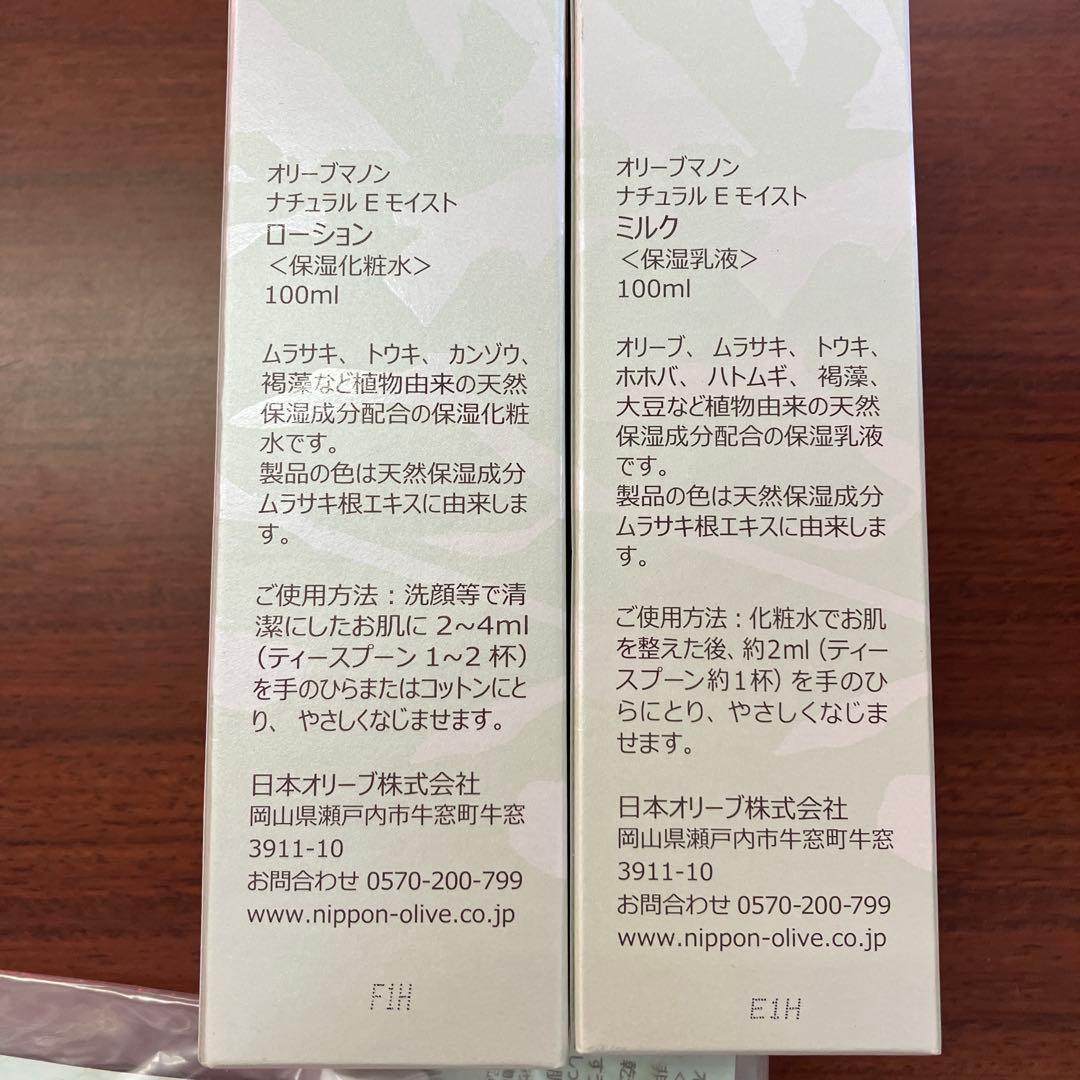 オリーブマノン
ナチュラル E モイスト
ローション
＜保湿化粧水＞
100ml
ムラサキ、 トウキ、 カンゾウ、
褐藻など植物由来の天然
保湿成分配合の保湿化粧
水です。
製品の色は天然保湿成分
ムラサキ根エキスに由来しま
す。
ご使用方法：洗顔等で清
潔にしたお肌に 2~4ml
（ティースプーン 1~2 杯）
を手のひらまたはコットンにと
り、 やさしくなじませます。
日本オリーブ株式会社
岡山県瀬戸内市牛窓町牛窓
3911-10
お問合わせ 0570-200-799
www.nippon-olive.co.jp
F1H
オリーブマノン
ナチュラル E モイスト
ミルク
＜保湿乳液＞
100ml
オリーブ、 ムラサキ、 トウキ、
ホホバ、 ハトムギ、 褐藻、
大豆など植物由来の天然
保湿成分配合の保湿乳液
です。
製品の色は天然保湿成分
ムラサキ根エキスに由来しま
す。
ご使用方法：化粧水でお肌
を整えた後、約2ml（ティー
スプーン約1杯）を手のひ
らにとり、やさしくなじま
せます。
日本オリーブ株式会社
岡山県瀬戸内市牛窓町牛窓
3911-10
お問合わせ 0570-200-799
www.nippon-olive.co.jp
E1H